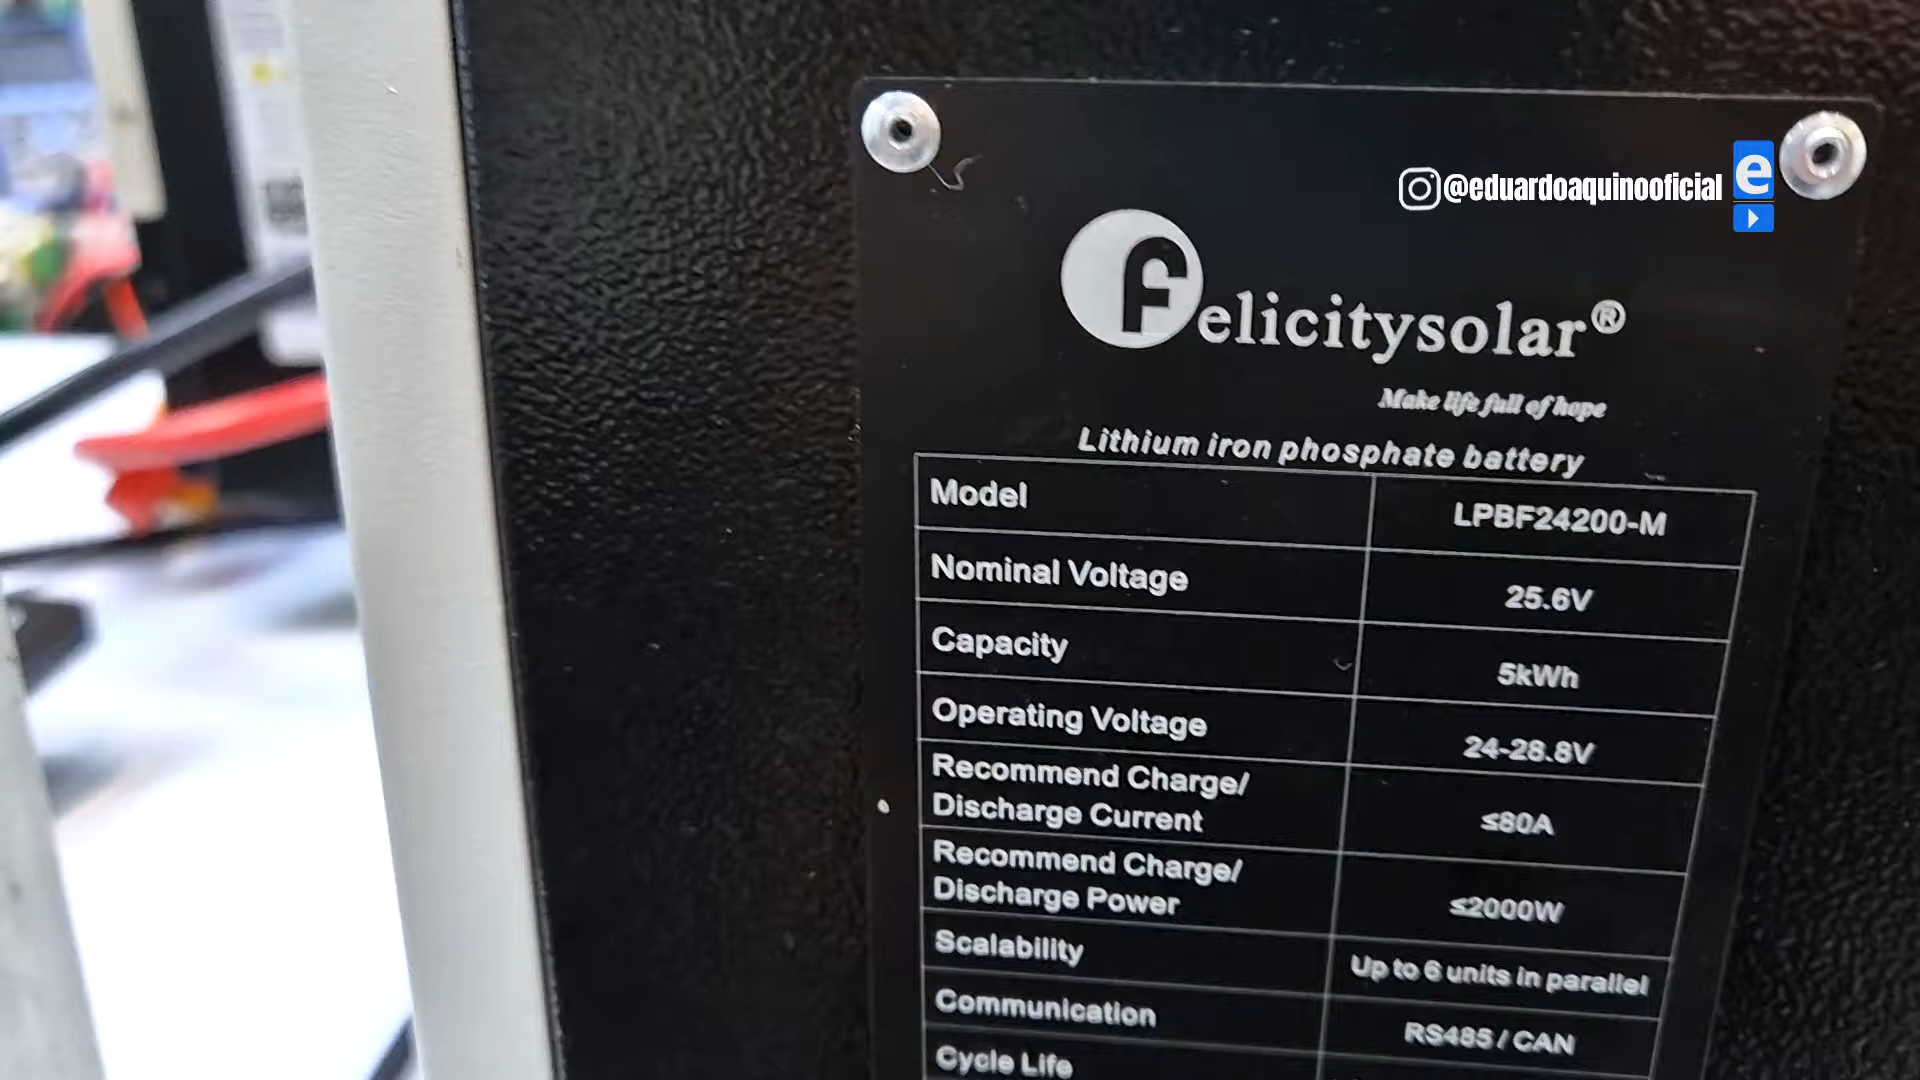 @eduardoaquinooficial
e
felicitysolar®
Make life full of hope
Lithium iron phosphate battery
Model LPBF24200-M
Nominal Voltage 25.6V
Capacity 5kWh
Operating Voltage 24-28.8V
Recommend Charge/
Discharge Current ≤80A
Recommend Charge/
Discharge Power ≤2000W
Scalability Up to 6 units in parallel
Communication RS485 / CAN
Cycle Life